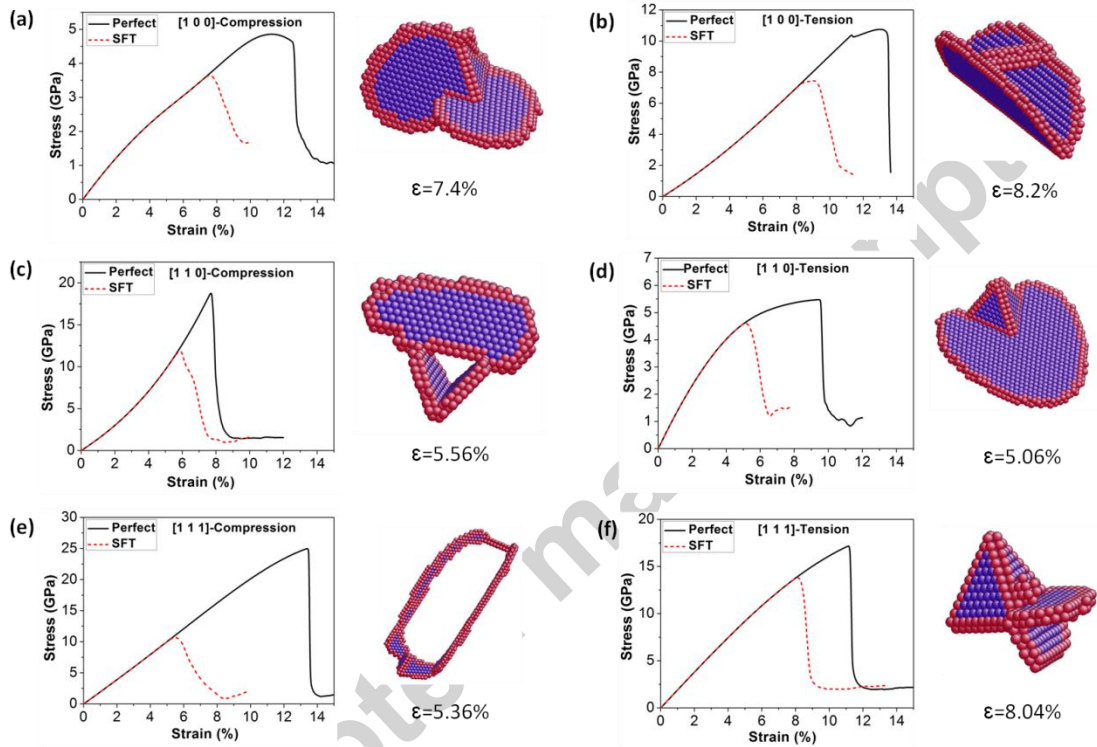 (a)
[1 0 0]-Compression
Perfect
SFT
Stress (GPa)
5
4
3
2
1
0
0 2 4 6 8 10 12 14
Strain (%)
ε=7.4%
(b)
[1 0 0]-Tension
Perfect
SFT
Stress (GPa)
12
10
8
6
4
2
0
0 2 4 6 8 10 12 14
Strain (%)
ε=8.2%
(c)
[1 1 0]-Compression
Perfect
SFT
Stress (GPa)
20
15
10
5
0
0 2 4 6 8 10 12 14
Strain (%)
ε=5.56%
(d)
[1 1 0]-Tension
Perfect
SFT
Stress (GPa)
7
6
5
4
3
2
1
0
0 2 4 6 8 10 12 14
Strain (%)
ε=5.06%
(e)
[1 1 1]-Compression
Perfect
SFT
Stress (GPa)
30
25
20
15
10
5
0
0 2 4 6 8 10 12 14
Strain (%)
ε=5.36%
(f)
[1 1 1]-Tension
Perfect
SFT
Stress (GPa)
20
15
10
5
0
0 2 4 6 8 10 12 14
Strain (%)
ε=8.04%